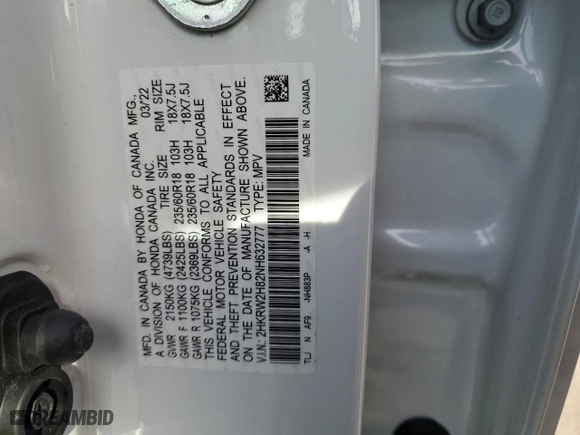 MFD. IN CANADA BY HONDA OF CANADA MFG.,
A DIVISION OF HONDA CANADA INC. 03/22
TIRE SIZE RIM SIZE
GVWR 2150KG (4739LBS)
GAWR F 1100KG (2425LBS) 235/60R18 103H 18X7.5J
GAWR R 1075KG (2369LBS) 235/60R18 103H 18X7.5J
THIS VEHICLE CONFORMS TO ALL APPLICABLE
FEDERAL MOTOR VEHICLE SAFETY
AND THEFT PREVENTION STANDARDS IN EFFECT
ON THE DATE OF MANUFACTURE SHOWN ABOVE.
V.I.N.: 2HKRW2H82NH632777 TYPE: MPV
TLJ N AF9 -NH883P -A -H MADE IN CANADA
DREAMBID